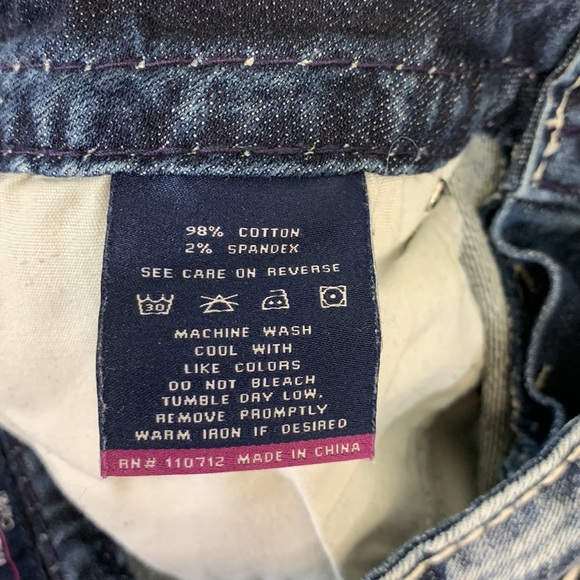 98% COTTON
2% SPANDEX
SEE CARE ON REVERSE
30
MACHINE WASH
COOL WITH
LIKE COLORS
DO NOT BLEACH
TUMBLE DRY LOW,
REMOVE PROMPTLY
WARM IRON IF DESIRED
RN# 110712 MADE IN CHINA